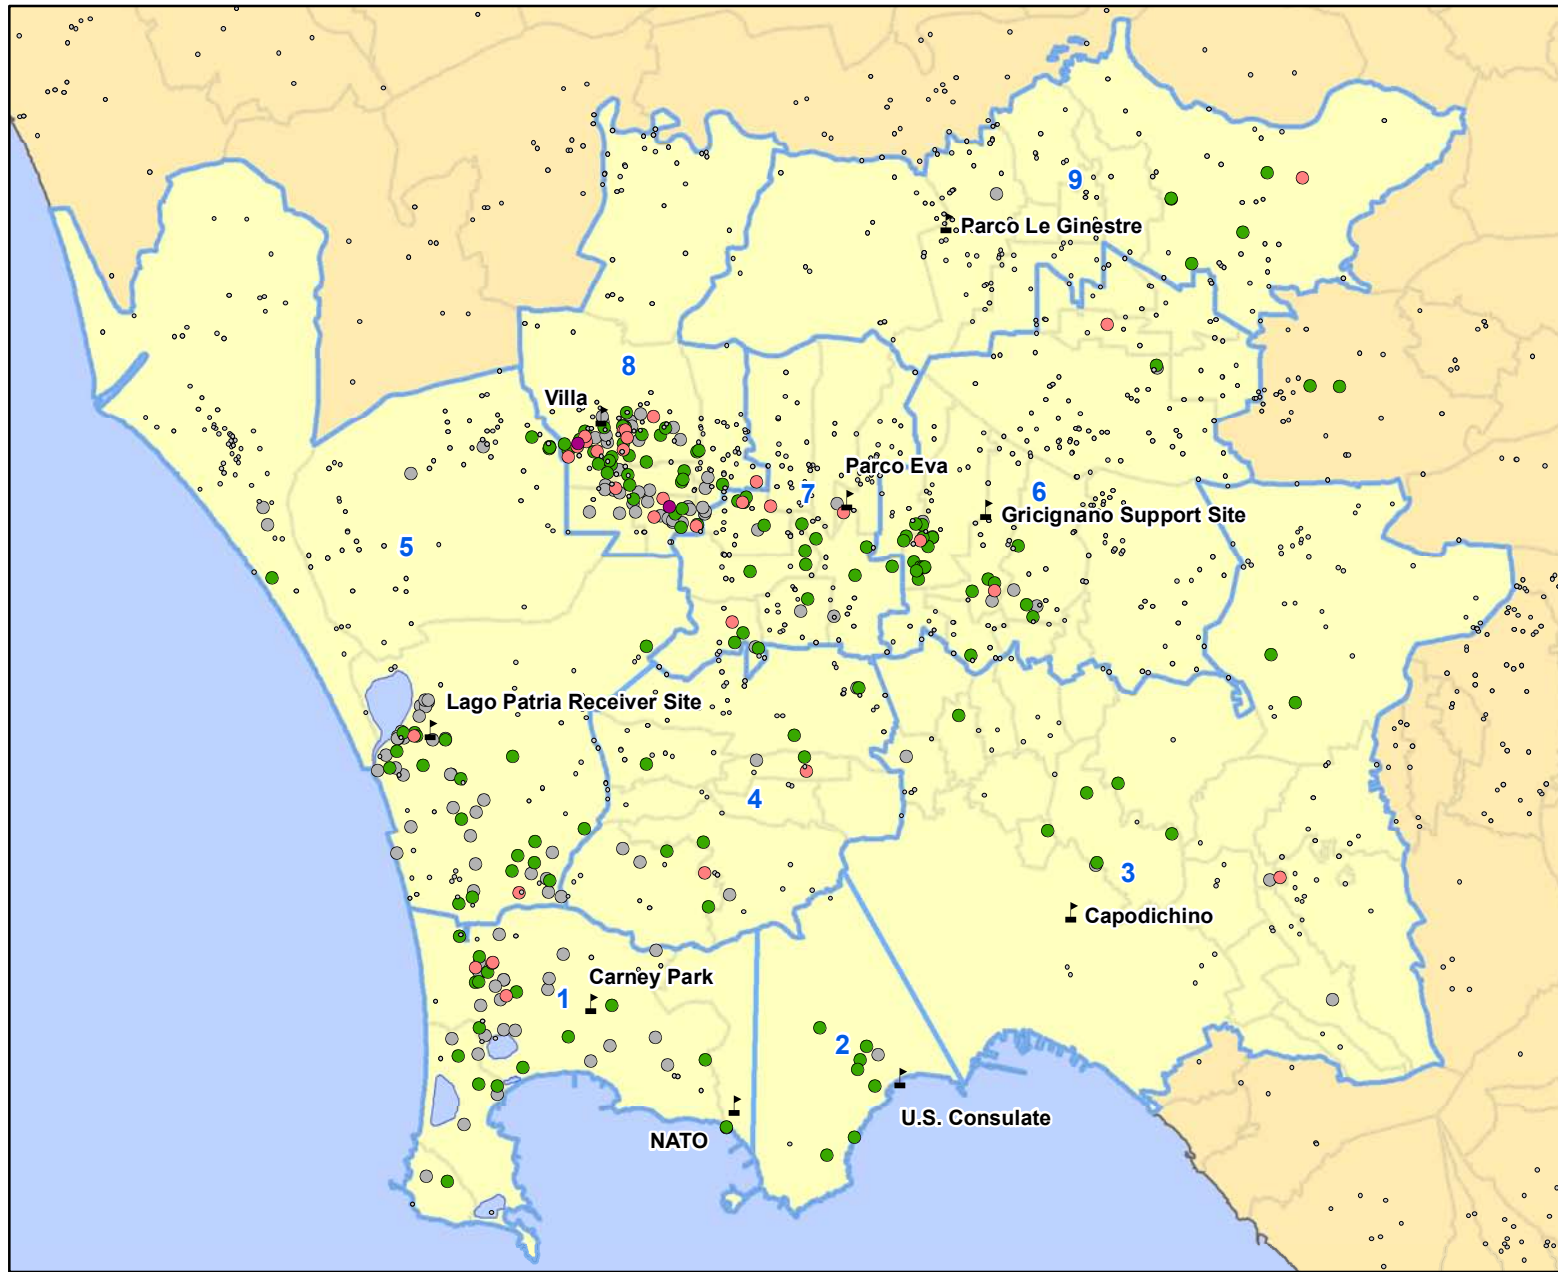 9
Parco Le Ginestre
8
Villa
Parco Eva
7
6
Gricignano Support Site
5
Lago Patria Receiver Site
4
3
Capodichino
Carney Park
1
2
U.S. Consulate
NATO